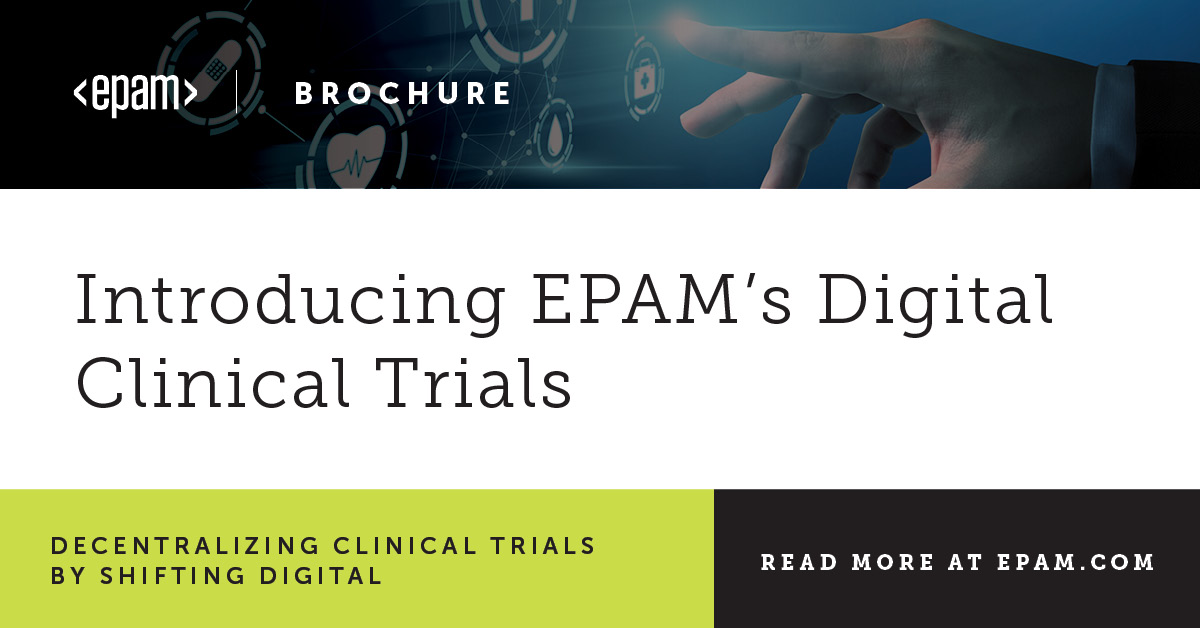 <epam>
BROCHURE
Introducing EPAM’s Digital
Clinical Trials
DECENTRALIZING CLINICAL TRIALS
BY SHIFTING DIGITAL
READ MORE AT EPAM.COM